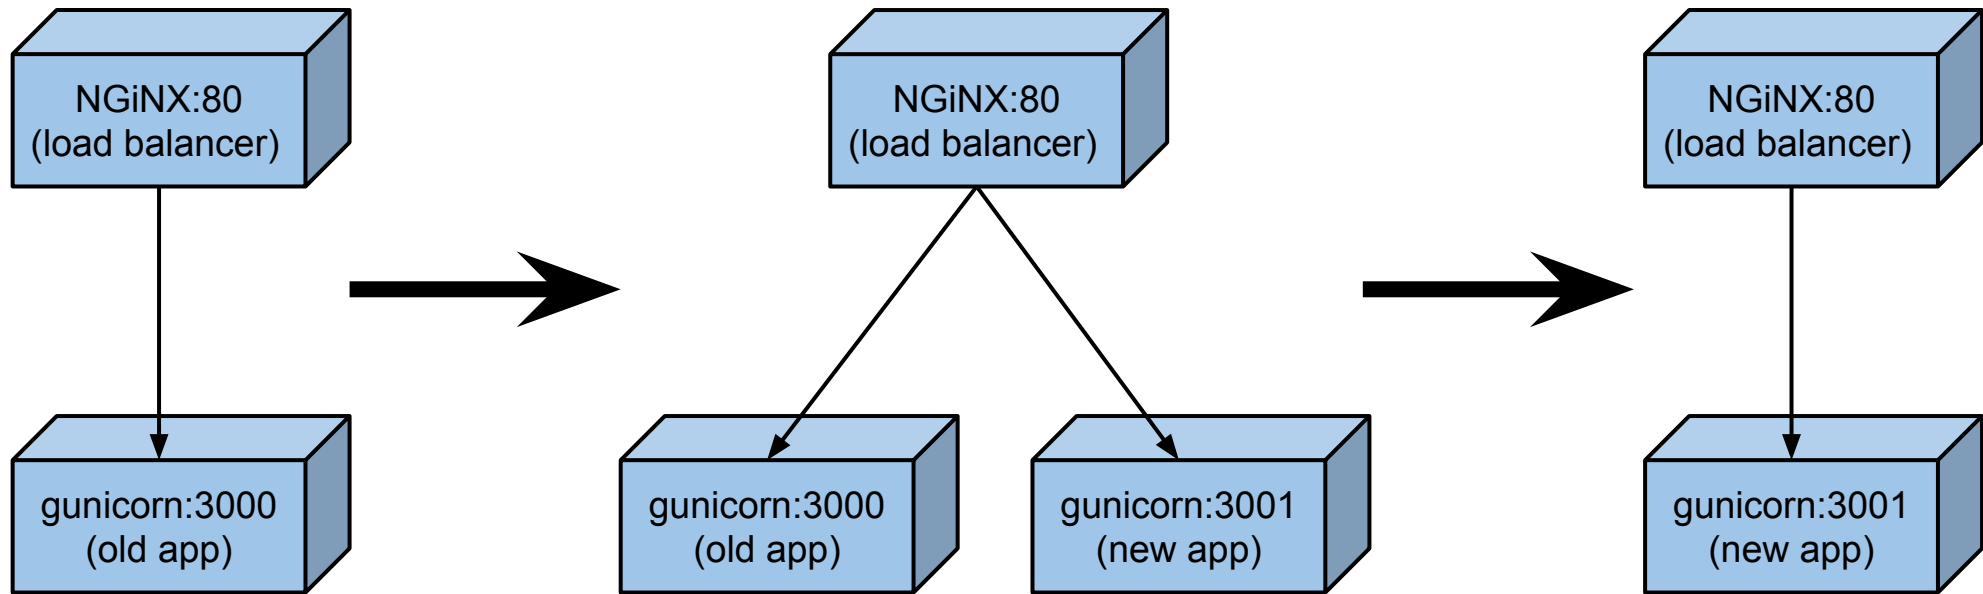 NGiNX:80
(load balancer)
NGiNX:80
(load balancer)
NGiNX:80
(load balancer)
gunicorn:3000
(old app)
gunicorn:3000
(old app)
gunicorn:3001
(new app)
gunicorn:3001
(new app)